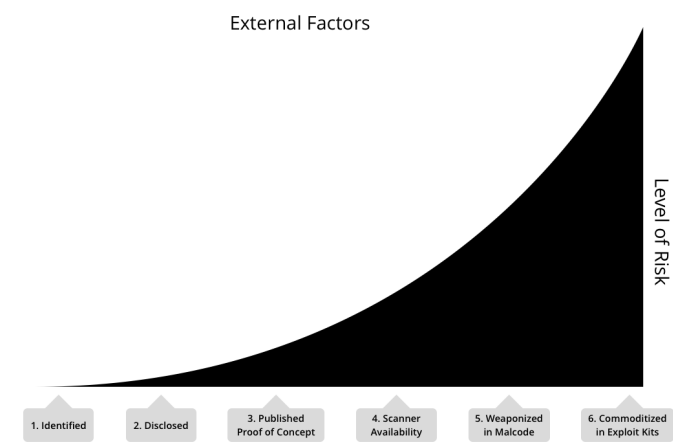 External Factors
Level of Risk
1. Identified
2. Disclosed
3. Published
Proof of Concept
4. Scanner
Availability
5. Weaponized
in Malcode
6. Commoditized
in Exploit Kits